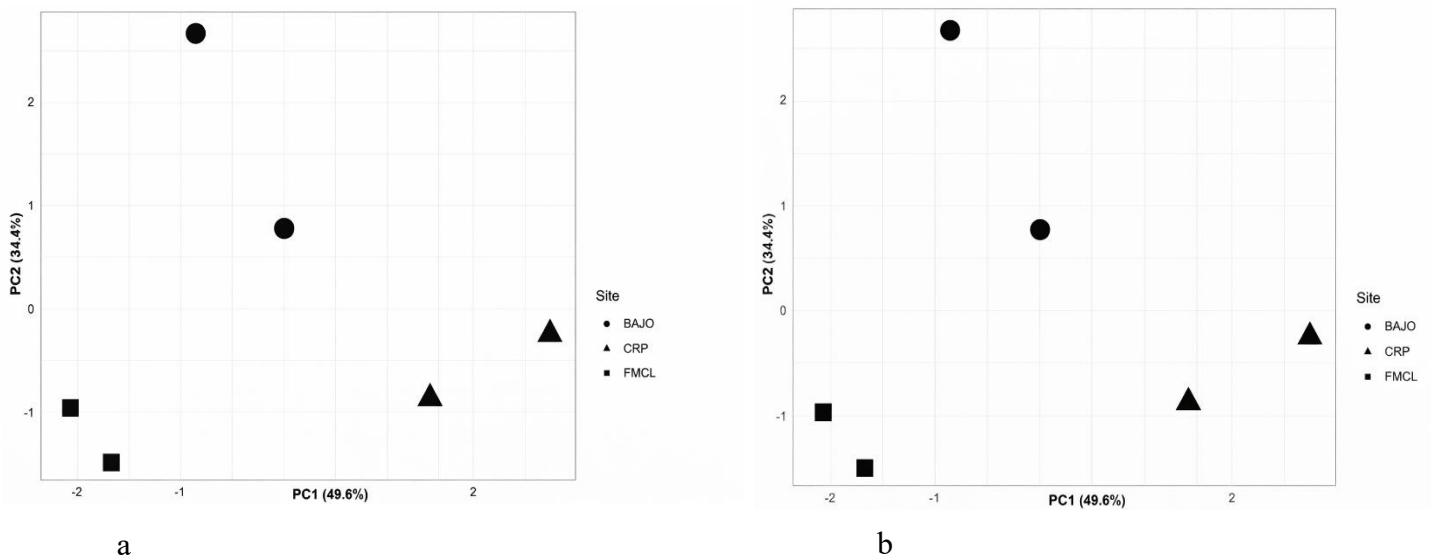 2
1
0
-1
PC2 (34.4%)
-2
-1
PC1 (49.6%)
2
Site
BAJO
CRP
FMCL
a
2
1
0
-1
PC2 (34.4%)
-2
-1
PC1 (49.6%)
2
Site
BAJO
CRP
FMCL
b